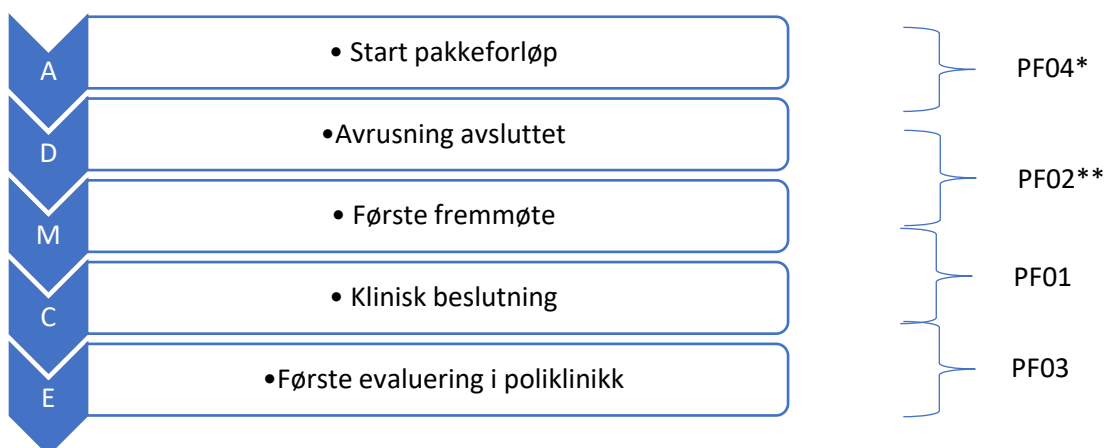 A
• Start pakkeforløp
PF04*
D
•Avrusning avsluttet
PF02**
M
• Første fremmøte
PF01
C
• Klinisk beslutning
PF03
E
•Første evaluering i poliklinikk